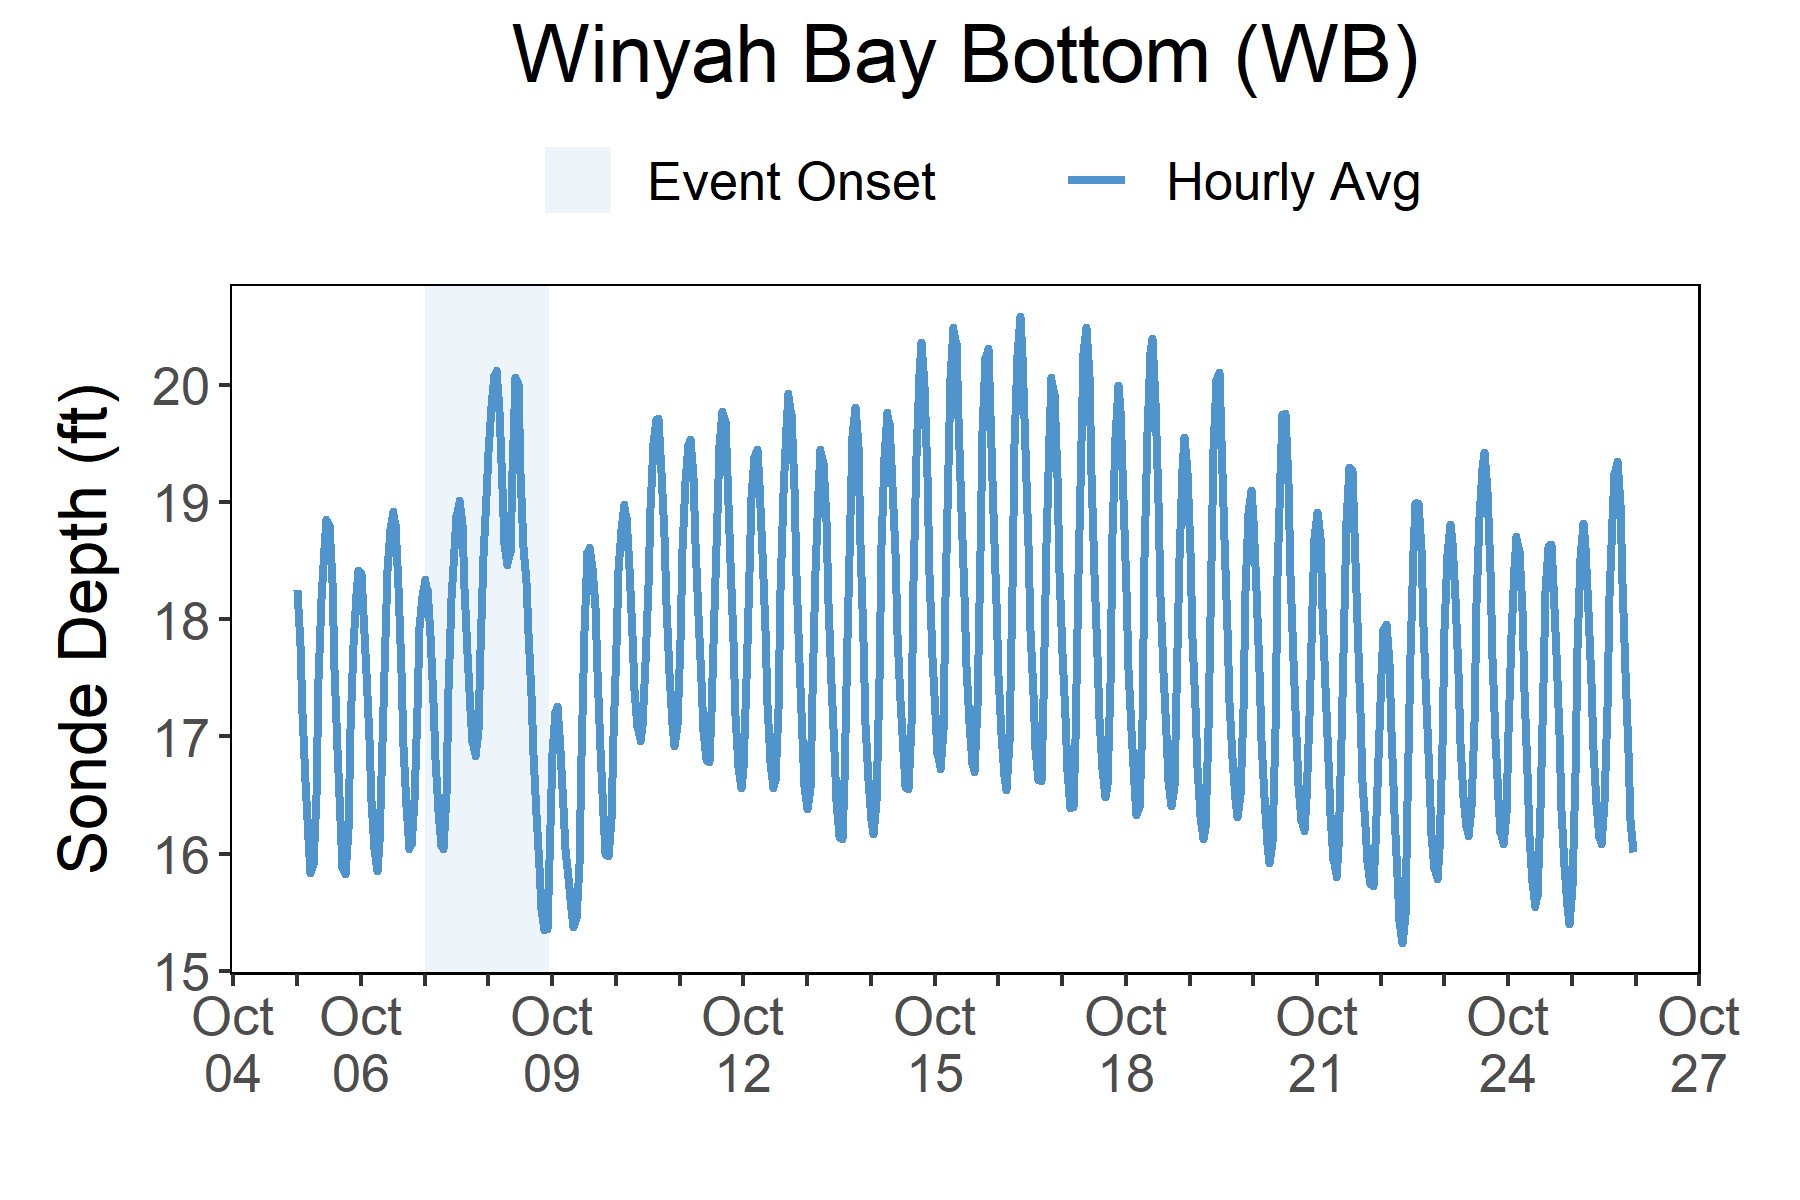 Winyah Bay Bottom (WB)
Event Onset
Hourly Avg
Sonde Depth (ft)
20
19
18
17
16
15
Oct 04
Oct 06
Oct 09
Oct 12
Oct 15
Oct 18
Oct 21
Oct 24
Oct 27